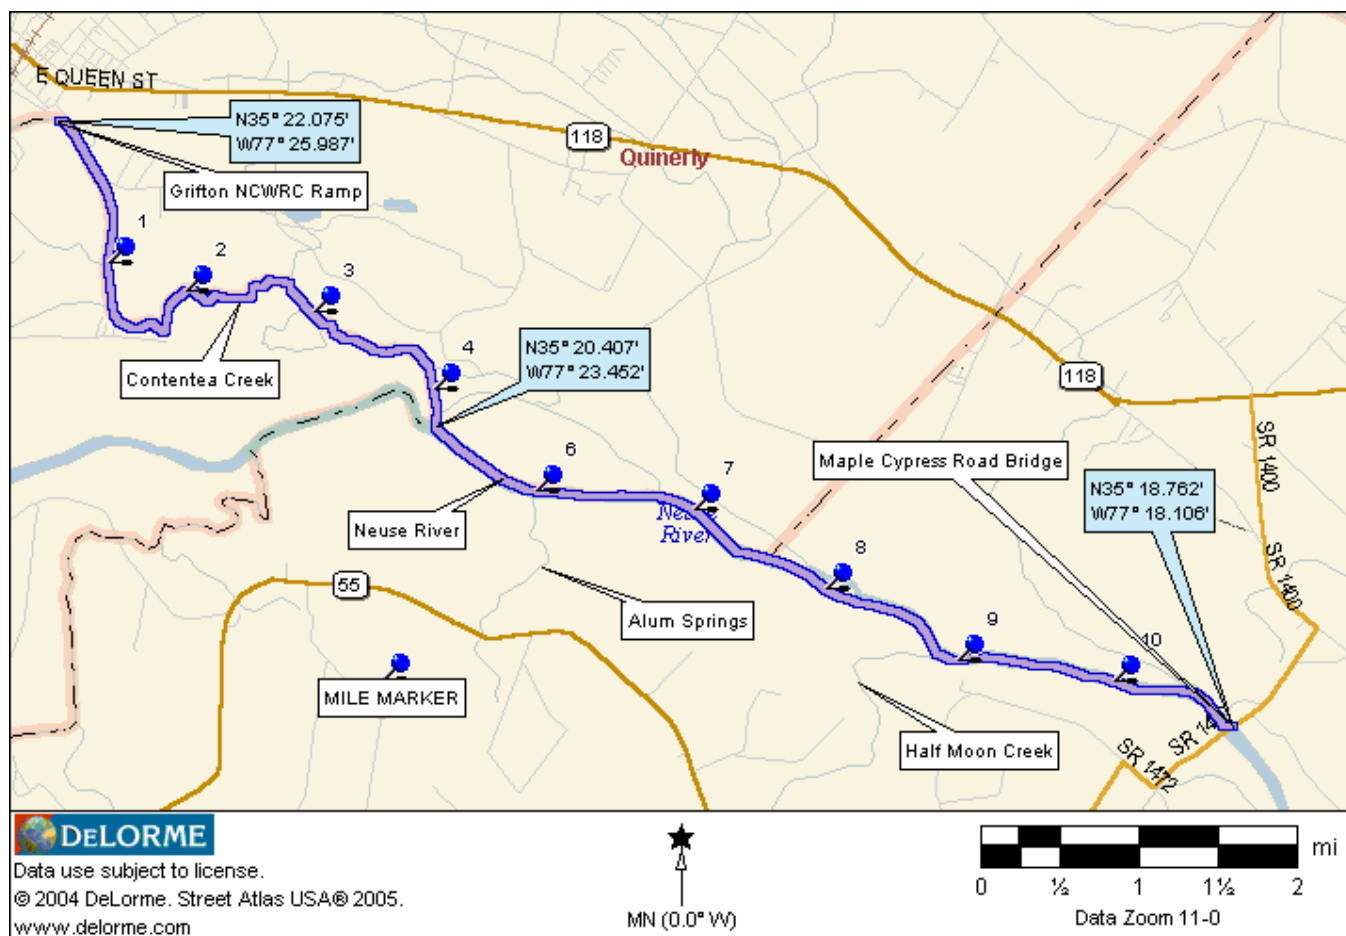 E QUEEN ST
N35° 22.075'
W77° 25.987'
118
Quinerly
Grifton NCWRC Ramp
1
2
3
Contentea Creek
4
N35° 20.407'
W77° 23.452'
118
SR 1400
Maple Cypress Road Bridge
N35° 18.762'
W77° 18.106'
6
7
Neuse River
Neuse
River
SR 1400
8
55
Alum Springs
9
10
MILE MARKER
Half Moon Creek
SR 14
SR 1472
DELORME
Data use subject to license.
© 2004 DeLorme. Street Atlas USA® 2005.
www.delorme.com
MN (0.0° W)
mi
0 ½ 1 1½ 2
Data Zoom 11-0